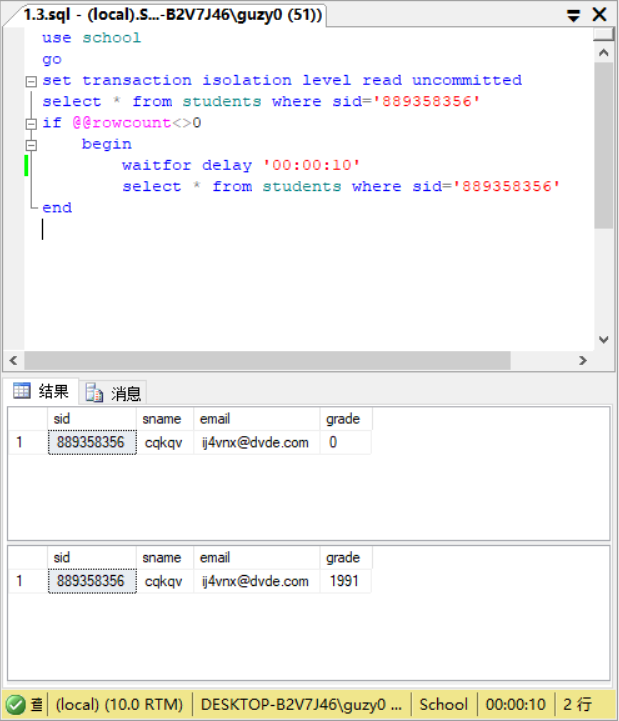 1.3.sql - (local).S...-B2V7J46\guzy0 (51))
use school
go
set transaction isolation level read uncommitted
select * from students where sid='889358356'
if @@rowcount<>0
begin
waitfor delay '00:00:10'
select * from students where sid='889358356'
end
结果 消息
sid sname email grade
1 889358356 cqkqv ij4vnx@dvde.com 0
sid sname email grade
1 889358356 cqkqv ij4vnx@dvde.com 1991
(local) (10.0 RTM) DESKTOP-B2V7J46\guzy0 ... School 00:00:10 2 行